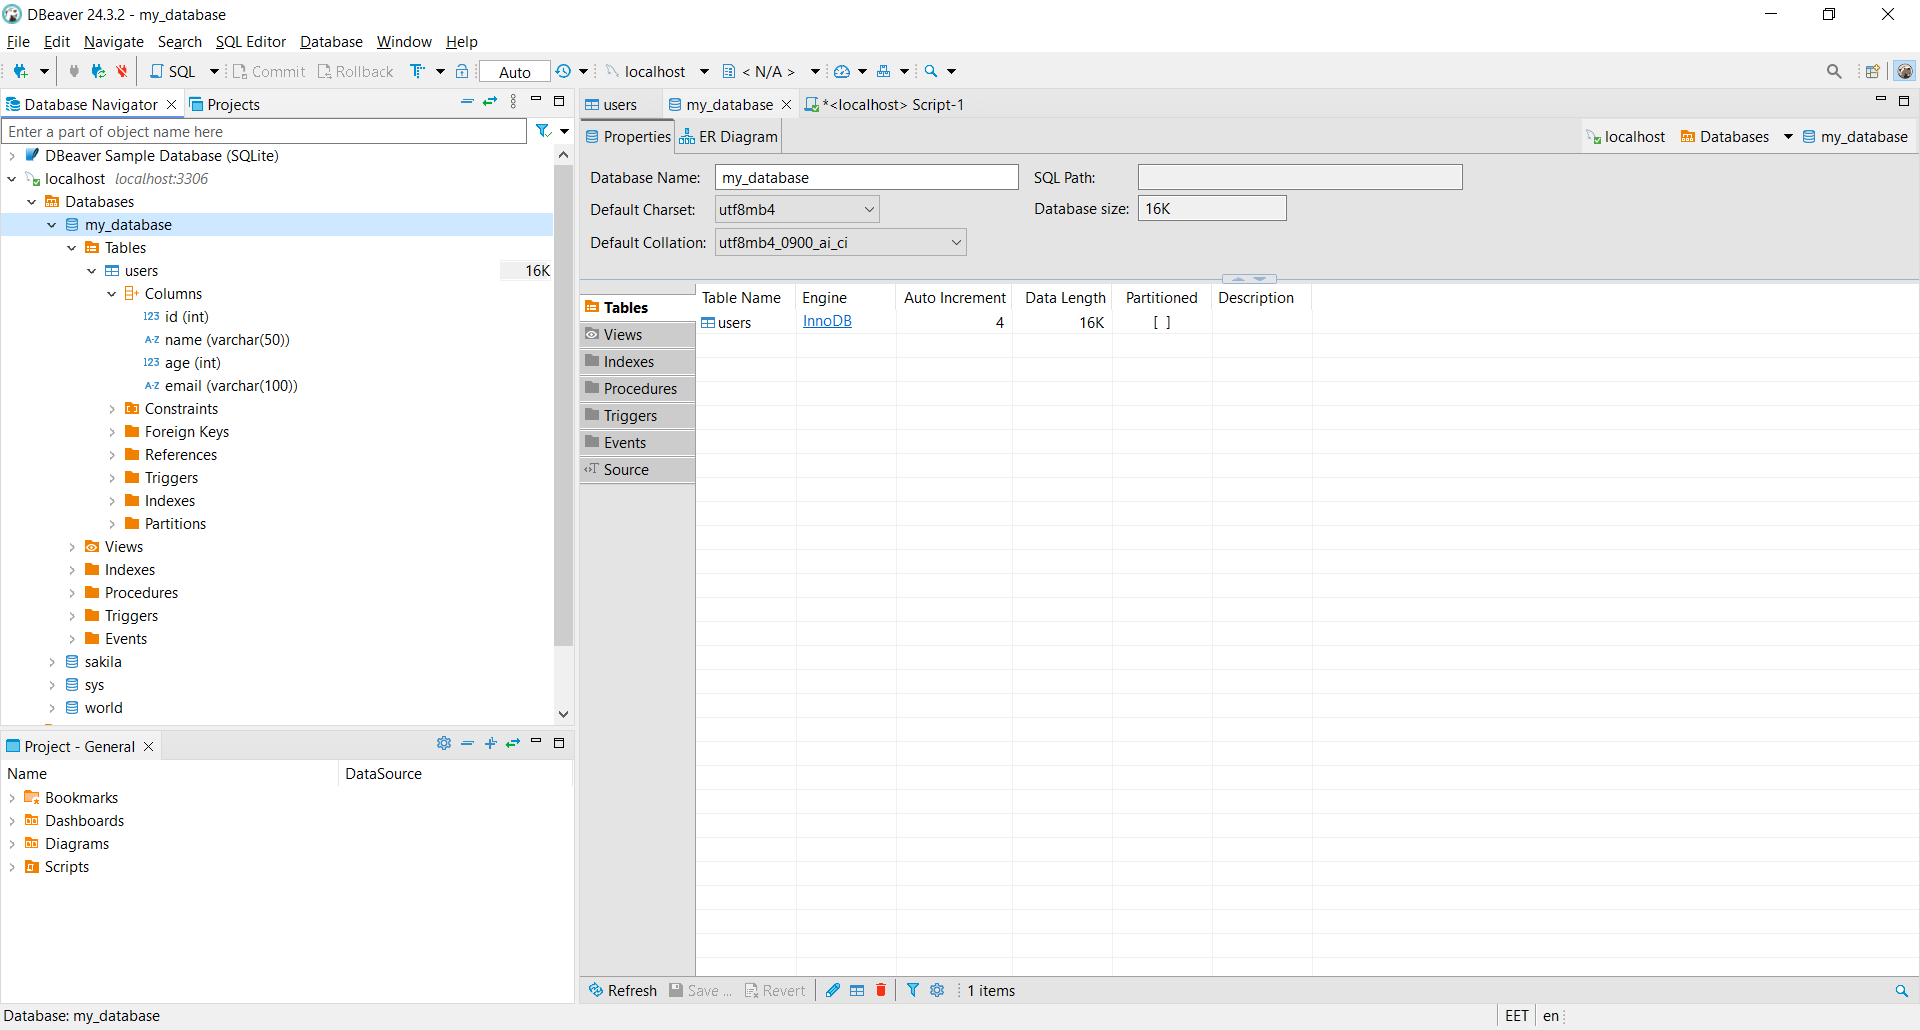 DBeaver 24.3.2 - my_database
File Edit Navigate Search SQL Editor Database Window Help
SQL Commit Rollback Auto localhost < N/A >
Database Navigator Projects
Enter a part of object name here
DBeaver Sample Database (SQLite)
localhost localhost:3306
Databases
my_database
Tables
users 16K
Columns
123 id (int)
A-Z name (varchar(50))
123 age (int)
A-Z email (varchar(100))
Constraints
Foreign Keys
References
Triggers
Indexes
Partitions
Views
Indexes
Procedures
Triggers
Events
sakila
sys
world
Project - General
Name DataSource
Bookmarks
Dashboards
Diagrams
Scripts
users my_database *<localhost> Script-1
Properties ER Diagram localhost Databases my_database
Database Name: my_database SQL Path:
Default Charset: utf8mb4 Database size: 16K
Default Collation: utf8mb4_0900_ai_ci
Tables
Views
Indexes
Procedures
Triggers
Events
Source
Table Name Engine Auto Increment Data Length Partitioned Description
users InnoDB 4 16K [ ]
Refresh Save ... Revert 1 items
Database: my_database EET en